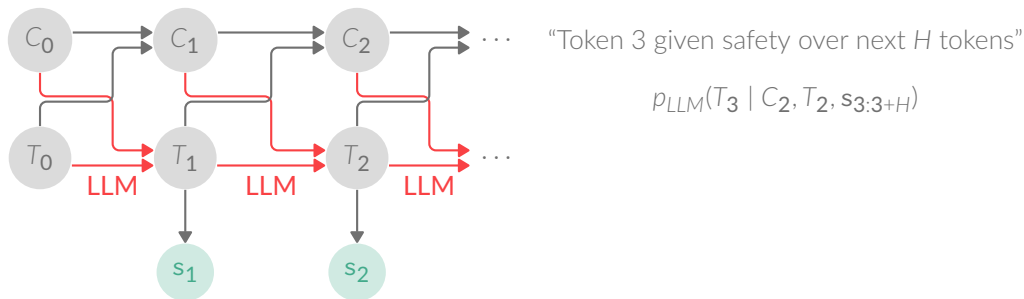 C₀ C₁ C₂ ··· “Token 3 given safety over next H tokens”
p_LLM(T₃ | C₂, T₂, s₃:₃₊H)
T₀ T₁ T₂ ···
LLM LLM LLM
s₁ s₂